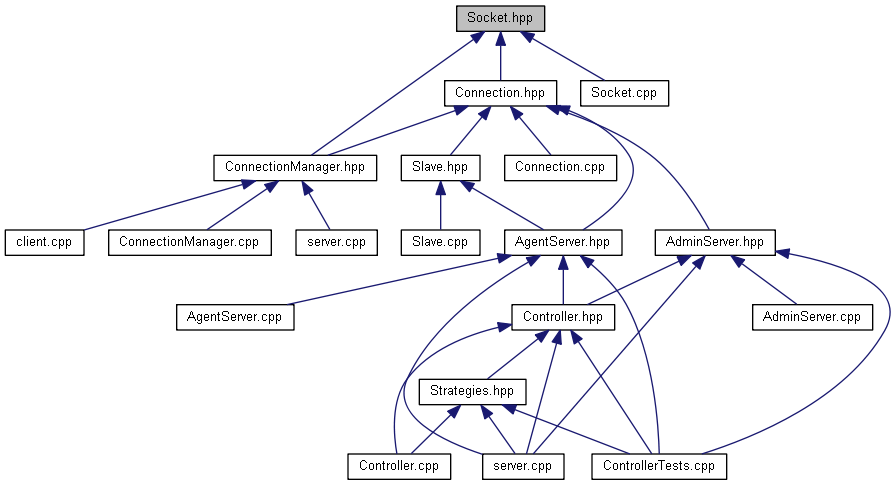 Socket.hpp
Connection.hpp
Socket.cpp
ConnectionManager.hpp
Slave.hpp
Connection.cpp
client.cpp
ConnectionManager.cpp
server.cpp
Slave.cpp
AgentServer.hpp
AdminServer.hpp
AgentServer.cpp
Controller.hpp
AdminServer.cpp
Strategies.hpp
Controller.cpp
server.cpp
ControllerTests.cpp